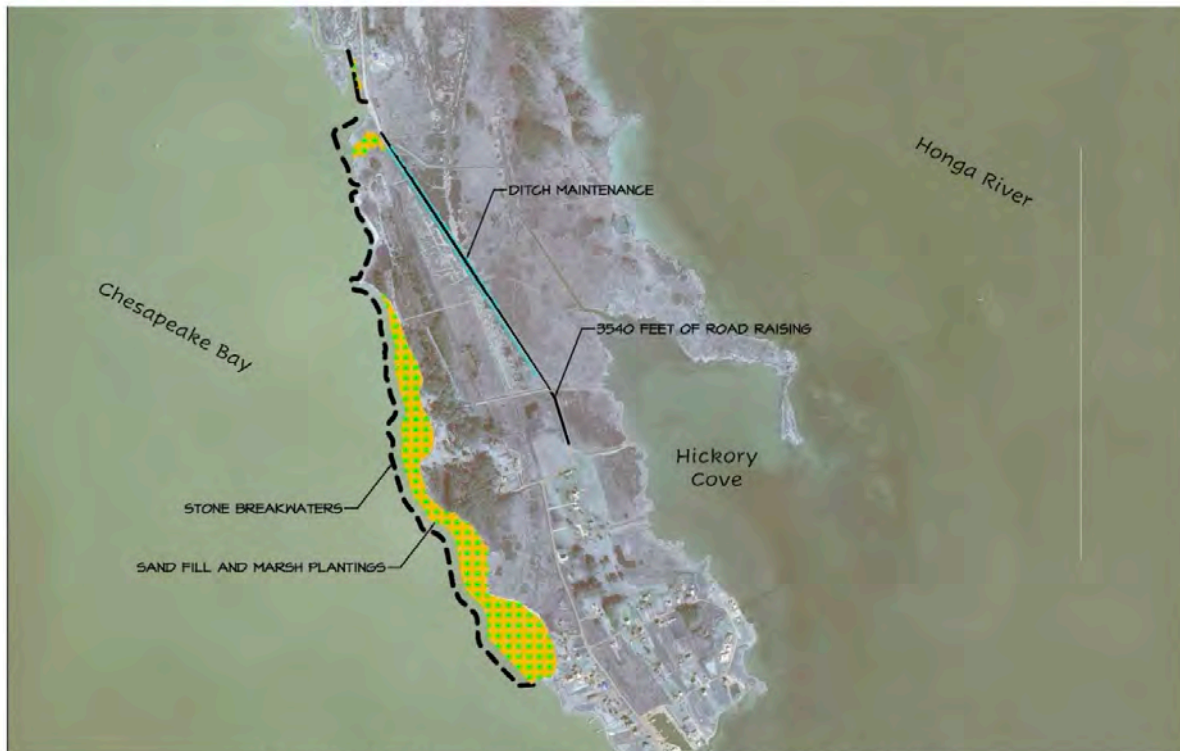 Honga River
DITCH MAINTENANCE
Chesapeake Bay
3540 FEET OF ROAD RAISING
Hickory
Cove
STONE BREAKWATERS
SAND FILL AND MARSH PLANTINGS